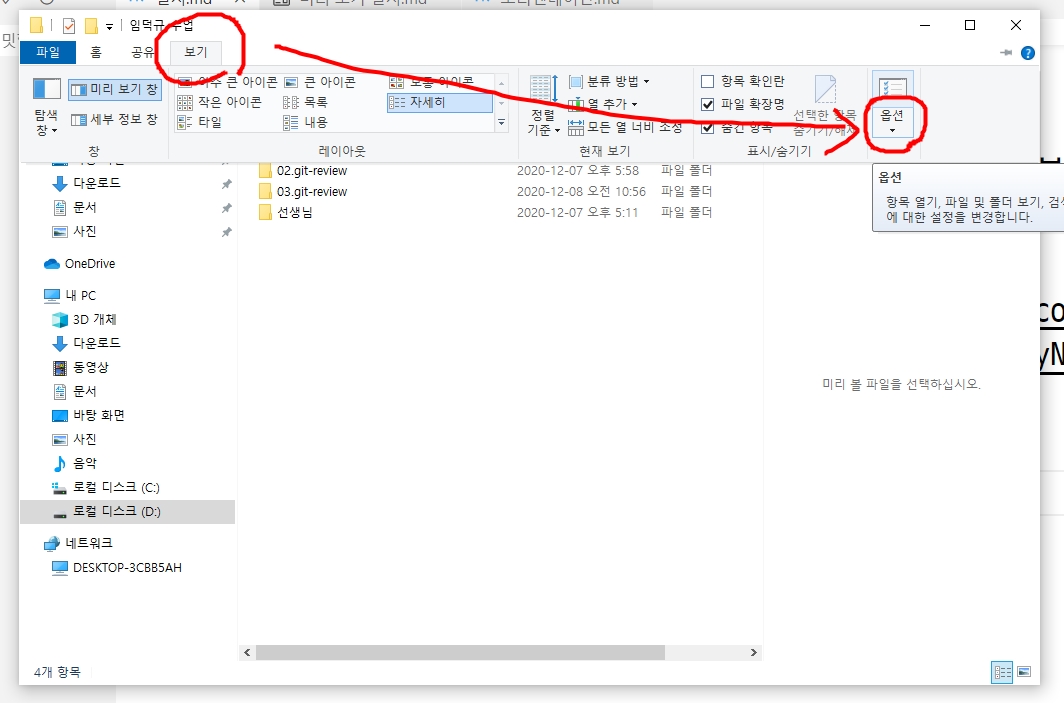 임덕규 수업
파일 홈 공유 보기
미리 보기 창
세부 정보 창
탐색
창
창
아주 큰 아이콘 큰 아이콘 보통 아이콘
작은 아이콘 목록 자세히
타일 내용
레이아웃
정렬
기준
분류 방법
열 추가
모든 열 너비 조정
현재 보기
항목 확인란
파일 확장명
숨긴 항목
선택한 항목
숨기기/해제
표시/숨기기
옵션
옵션
항목 열기, 파일 및 폴더 보기,
에 대한 설정을 변경합니다.
02.git-review 2020-12-07 오후 5:58 파일 폴더
03.git-review 2020-12-08 오전 10:56 파일 폴더
선생님 2020-12-07 오후 5:11 파일 폴더
다운로드
문서
사진
OneDrive
내 PC
3D 개체
다운로드
동영상
문서
바탕 화면
사진
음악
로컬 디스크 (C:)
로컬 디스크 (D:)
네트워크
DESKTOP-3CBB5AH
미리 볼 파일을 선택하십시오.
4개 항목